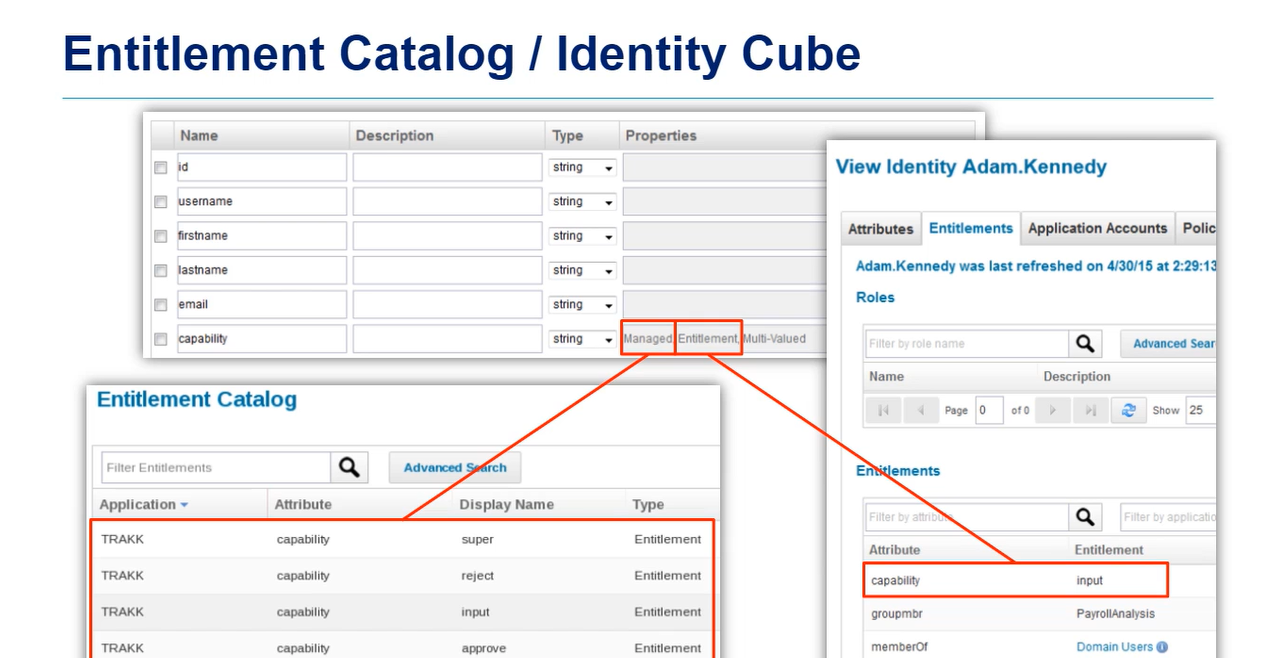 Entitlement Catalog / Identity Cube
Name Description Type Properties
id string
username string
firstname string
lastname string
email string
capability string Managed, Entitlement, Multi-Valued
Entitlement Catalog
Filter Entitlements Advanced Search
Application Attribute Display Name Type
TRAKK capability super Entitlement
TRAKK capability reject Entitlement
TRAKK capability input Entitlement
TRAKK capability approve Entitlement
View Identity Adam.Kennedy
Attributes Entitlements Application Accounts Polic
Adam.Kennedy was last refreshed on 4/30/15 at 2:29:13
Roles
Filter by role name Advanced Sear
Name Description
Page 0 of 0 Show 25
Entitlements
Filter by attribute Filter by applicatio
Attribute Entitlement
capability input
groupmbr PayrollAnalysis
memberOf Domain Users